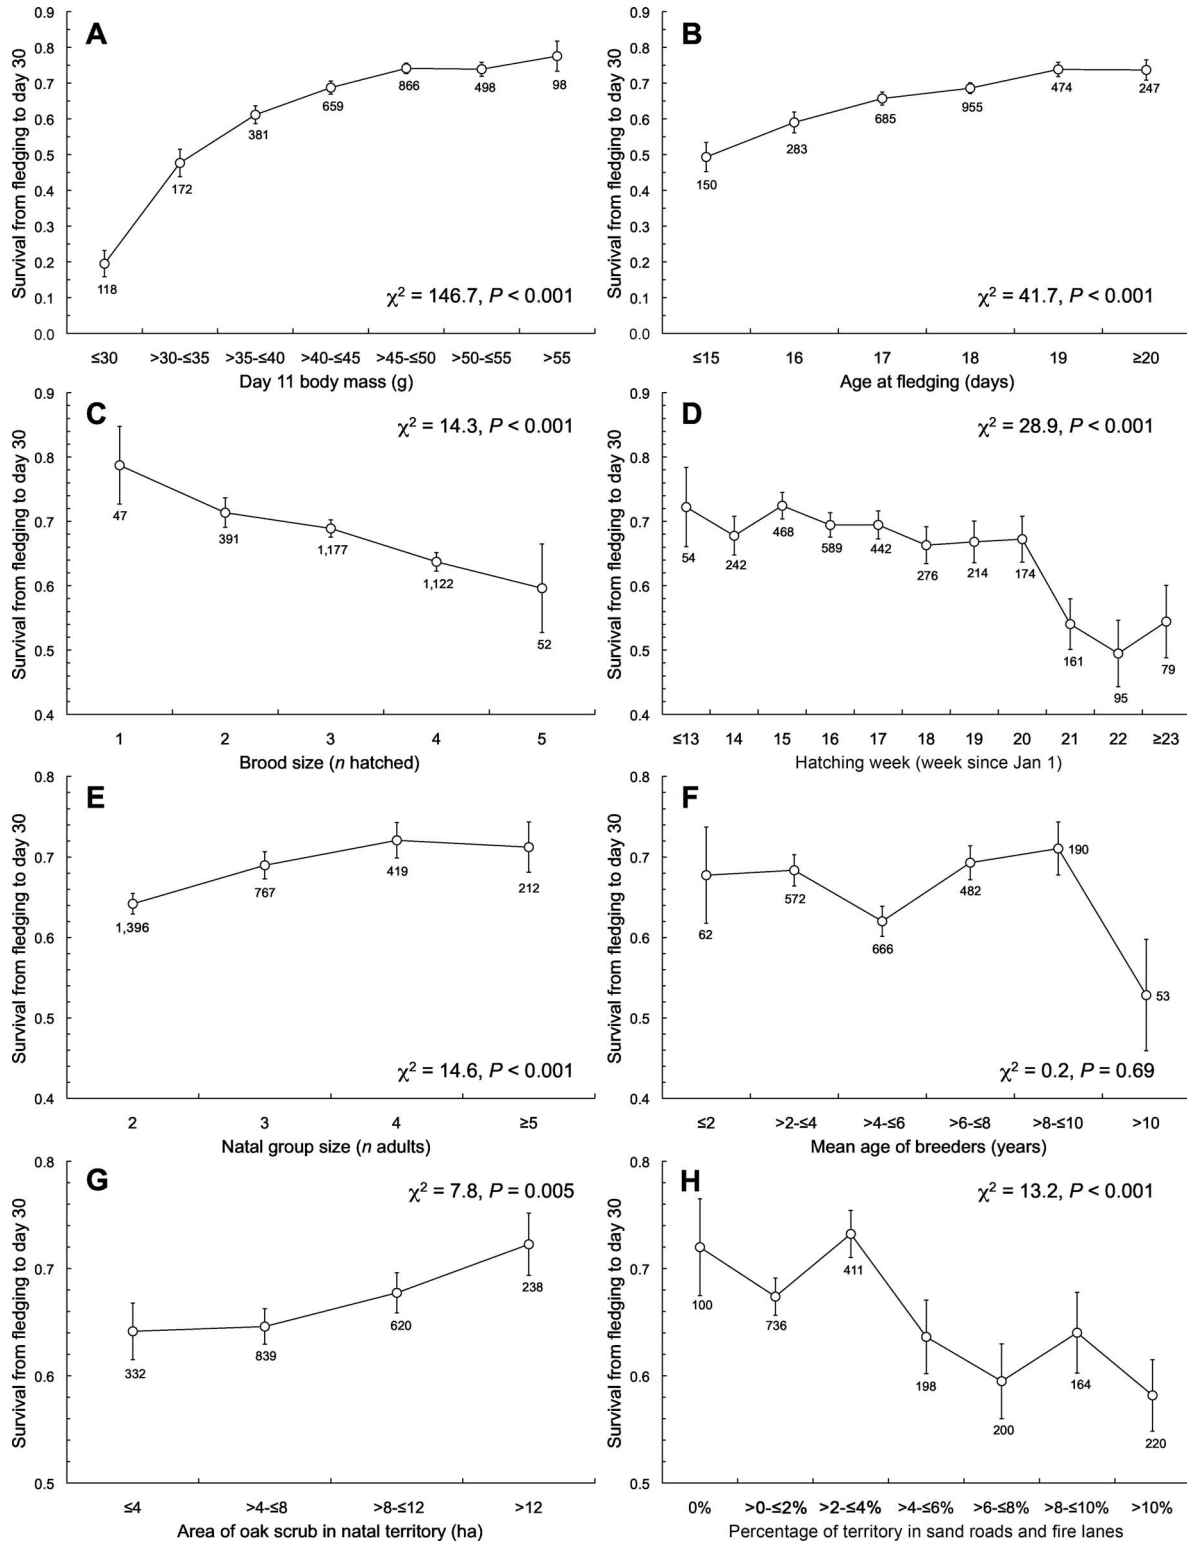 A
Survival from fledging to day 30
0.9
0.8
0.7
0.6
0.5
0.4
0.3
0.2
0.1
0.0
118
172
381
659
866
498
98
χ² = 146.7, P < 0.001
≤30 >30-≤35 >35-≤40 >40-≤45 >45-≤50 >50-≤55 >55
Day 11 body mass (g)
B
Survival from fledging to day 30
0.9
0.8
0.7
0.6
0.5
0.4
0.3
0.2
0.1
0.0
150
283
685
955
474
247
χ² = 41.7, P < 0.001
≤15 16 17 18 19 ≥20
Age at fledging (days)
C
Survival from fledging to day 30
0.9
0.8
0.7
0.6
0.5
0.4
χ² = 14.3, P < 0.001
47
391
1,177
1,122
52
1 2 3 4 5
Brood size (n hatched)
D
Survival from fledging to day 30
0.9
0.8
0.7
0.6
0.5
0.4
χ² = 28.9, P < 0.001
54
242
468
589
442
276
214
174
161
95
79
≤13 14 15 16 17 18 19 20 21 22 ≥23
Hatching week (week since Jan 1)
E
Survival from fledging to day 30
0.8
0.7
0.6
0.5
0.4
1,396
767
419
212
χ² = 14.6, P < 0.001
2 3 4 ≥5
Natal group size (n adults)
F
Survival from fledging to day 30
0.8
0.7
0.6
0.5
0.4
62
572
666
482
190
53
χ² = 0.2, P = 0.69
≤2 >2-≤4 >4-≤6 >6-≤8 >8-≤10 >10
Mean age of breeders (years)
G
Survival from fledging to day 30
0.8
0.7
0.6
0.5
χ² = 7.8, P = 0.005
332
839
620
238
≤4 >4-≤8 >8-≤12 >12
Area of oak scrub in natal territory (ha)
H
Survival from fledging to day 30
0.8
0.7
0.6
0.5
χ² = 13.2, P < 0.001
100
736
411
198
200
164
220
0% >0-≤2% >2-≤4% >4-≤6% >6-≤8% >8-≤10% >10%
Percentage of territory in sand roads and fire lanes